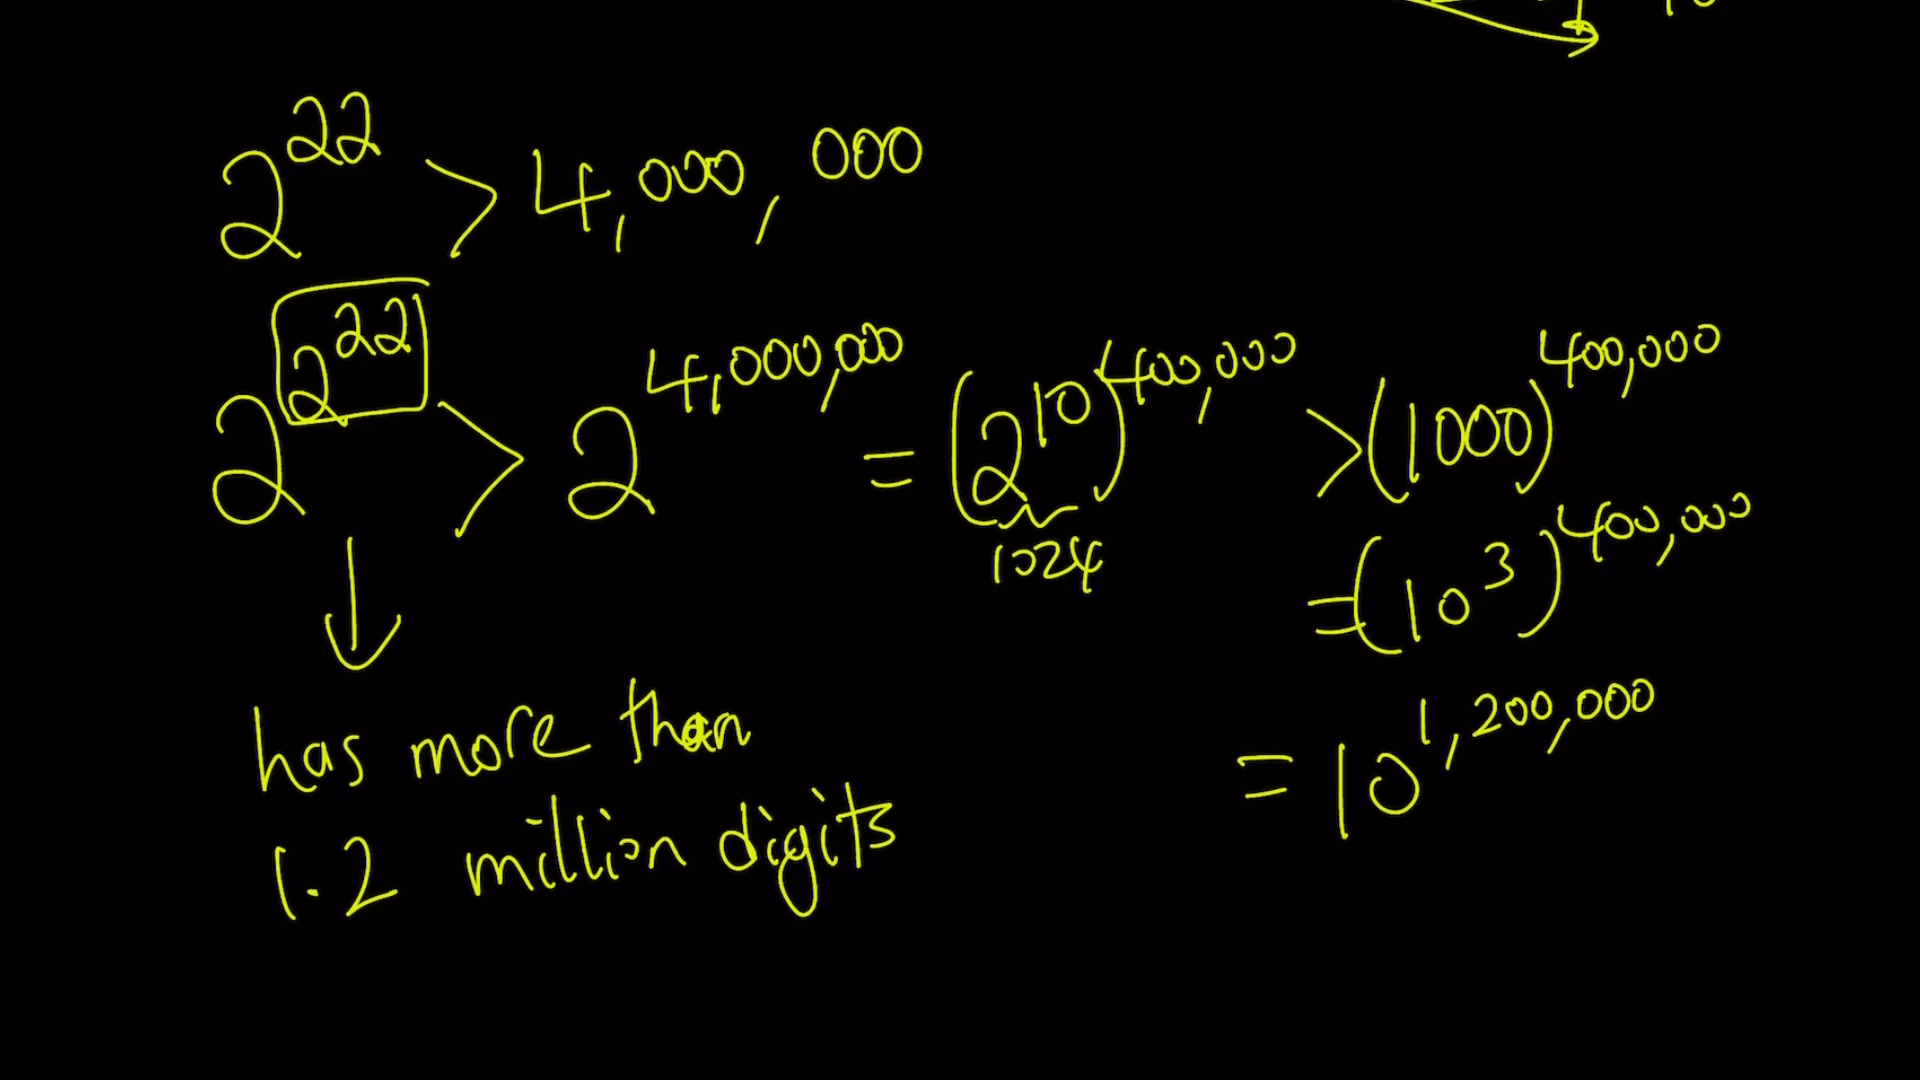 2^22 > 4,000,000
2^2^22 > 2^4,000,000 = (2^10)^400,000 > (1000)^400,000
1024
= (10^3)^400,000
= 10^1,200,000
has more than
1.2 million digits